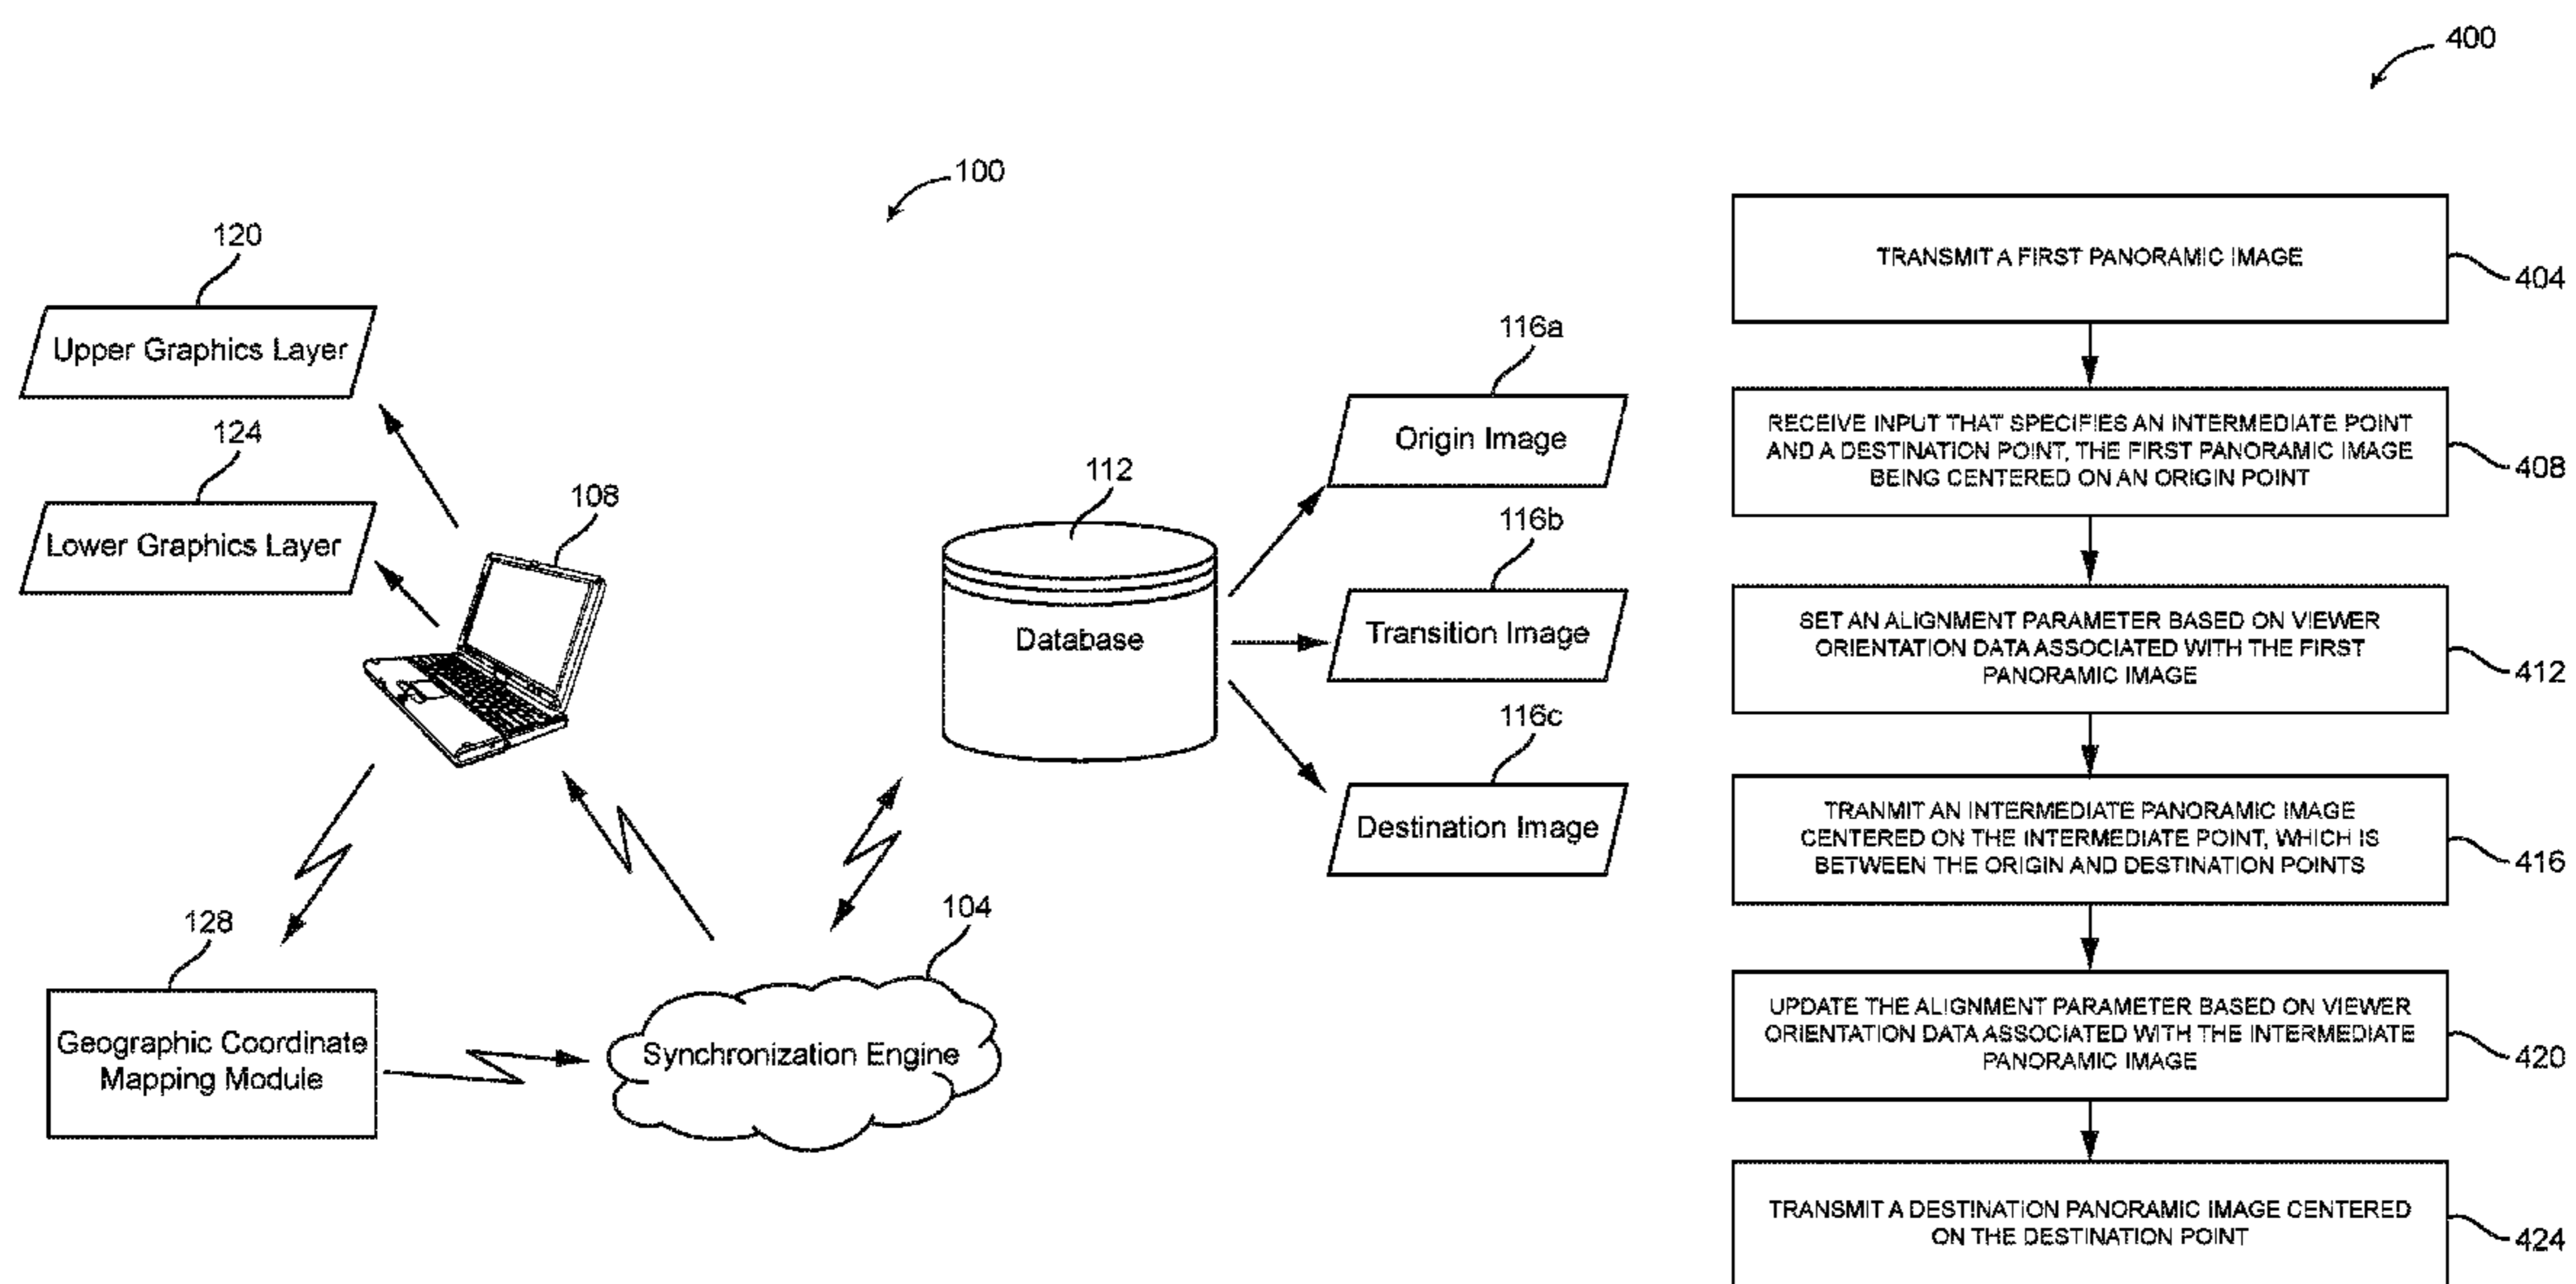 100
120
Upper Graphics Layer
124
Lower Graphics Layer
108
112
Database
116a
Origin Image
116b
Transition Image
116c
Destination Image
128
Geographic Coordinate
Mapping Module
104
Synchronization Engine
400
TRANSMIT A FIRST PANORAMIC IMAGE
404
RECEIVE INPUT THAT SPECIFIES AN INTERMEDIATE POINT
AND A DESTINATION POINT, THE FIRST PANORAMIC IMAGE
BEING CENTERED ON AN ORIGIN POINT
408
SET AN ALIGNMENT PARAMETER BASED ON VIEWER
ORIENTATION DATA ASSOCIATED WITH THE FIRST
PANORAMIC IMAGE
412
TRANMIT AN INTERMEDIATE PANORAMIC IMAGE
CENTERED ON THE INTERMEDIATE POINT, WHICH IS
BETWEEN THE ORIGIN AND DESTINATION POINTS
416
UPDATE THE ALIGNMENT PARAMETER BASED ON VIEWER
ORIENTATION DATA ASSOCIATED WITH THE INTERMEDIATE
PANORAMIC IMAGE
420
TRANSMIT A DESTINATION PANORAMIC IMAGE CENTERED
ON THE DESTINATION POINT
424